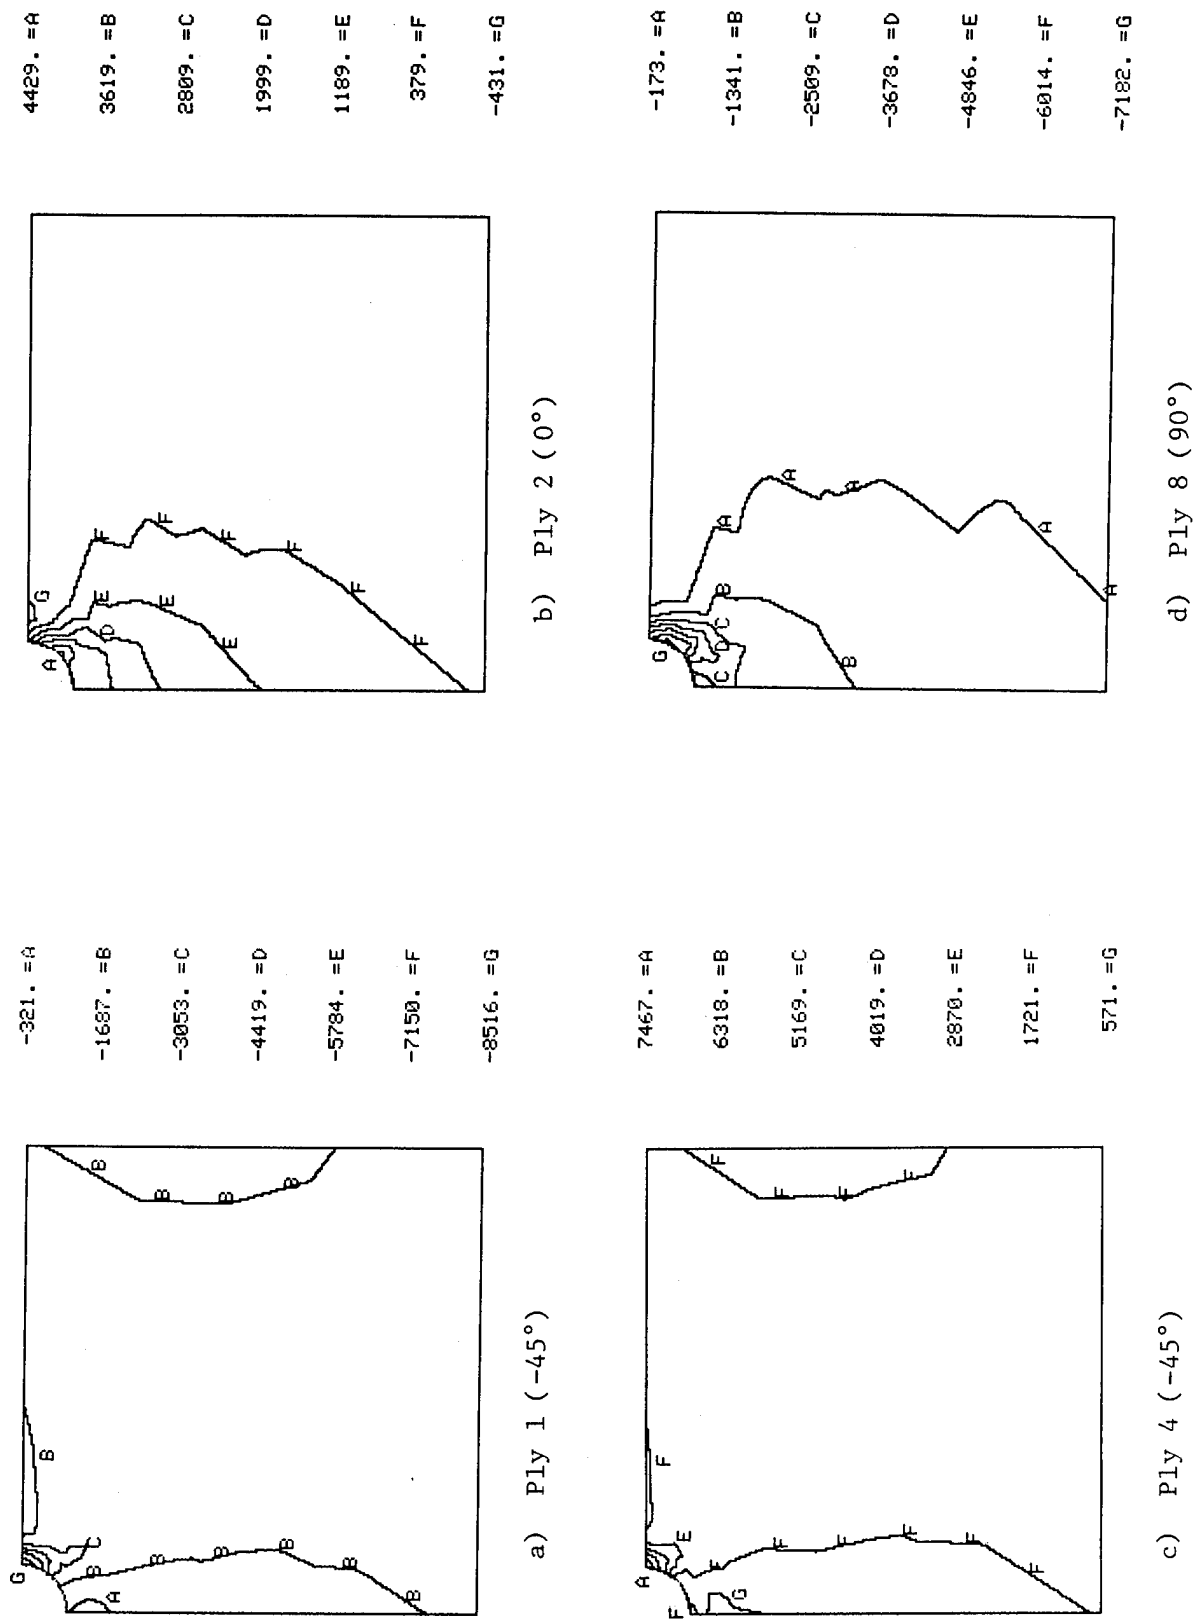 G
B
B
C
B
A
B
B
B
B
B
B
B
B
-321. =A
-1687. =B
-3053. =C
-4419. =D
-5784. =E
-7150. =F
-8516. =G
a) Ply 1 (-45°)
G
A
E
F
D
E
F
E
F
F
F
F
4429. =A
3619. =B
2809. =C
1999. =D
1189. =E
379. =F
-431. =G
b) Ply 2 (0°)
A
F
F
E
F
F
G
F
F
F
F
F
F
F
F
7467. =A
6318. =B
5169. =C
4019. =D
2870. =E
1721. =F
571. =G
c) Ply 4 (-45°)
G
C
D
C
B
A
A
B
A
A
A
-173. =A
-1341. =B
-2509. =C
-3678. =D
-4846. =E
-6014. =F
-7182. =G
d) Ply 8 (90°)